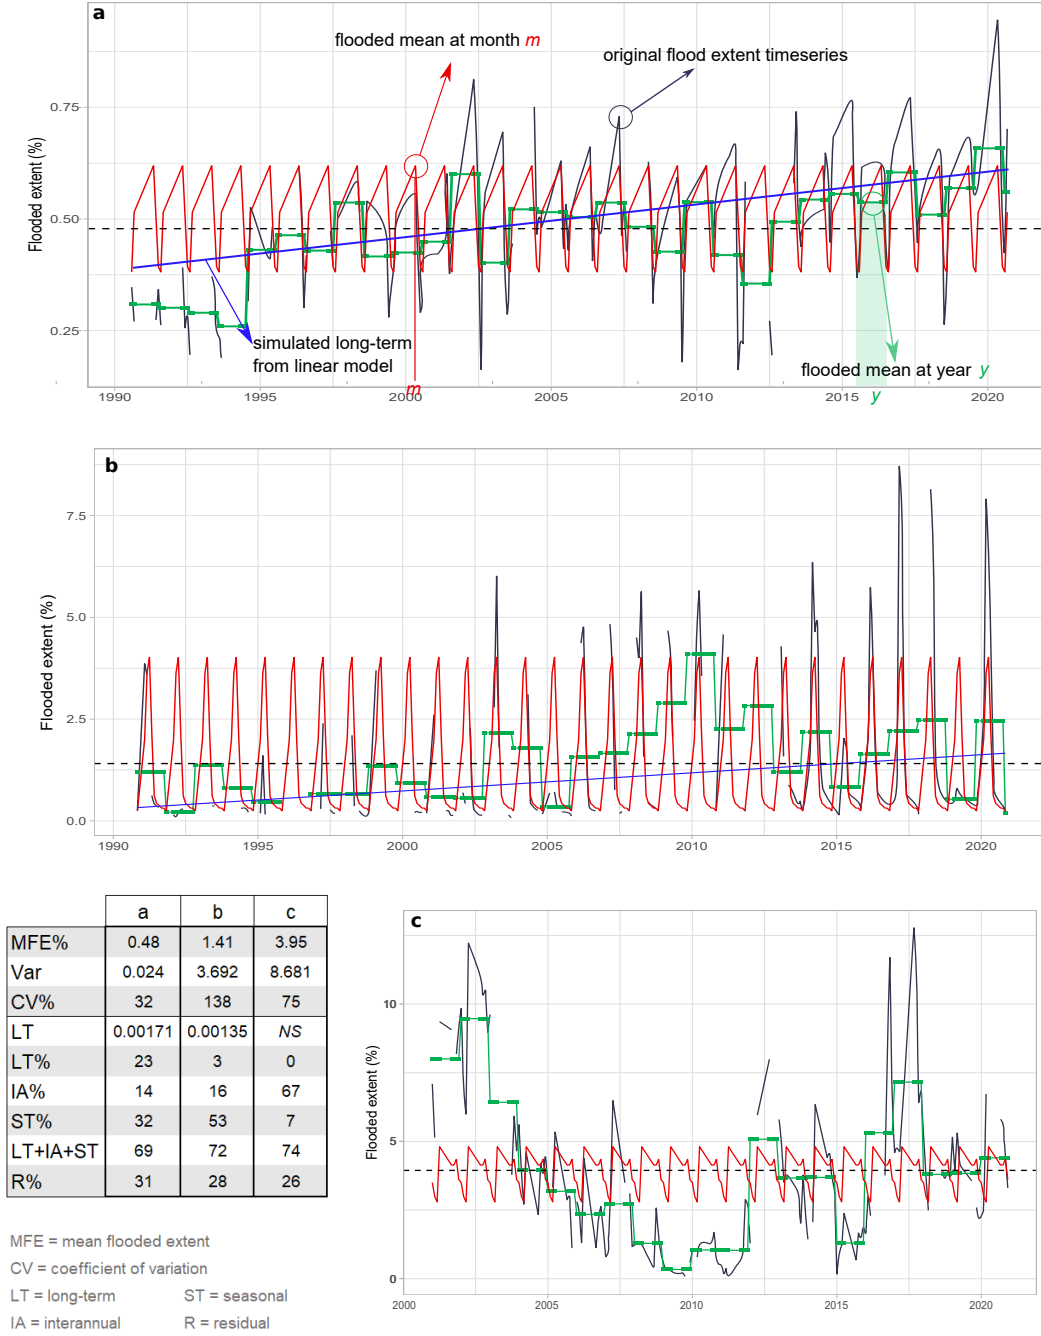 a
flooded mean at month m
original flood extent timeseries
0.75
0.50
0.25
Flooded extent (%)
simulated long-term
from linear model
flooded mean at year y
m
y
1990
1995
2000
2005
2010
2015
2020
b
7.5
5.0
2.5
0.0
Flooded extent (%)
1990
1995
2000
2005
2010
2015
2020
a b c
MFE% 0.48 1.41 3.95
Var 0.024 3.692 8.681
CV% 32 138 75
LT 0.00171 0.00135 NS
LT% 23 3 0
IA% 14 16 67
ST% 32 53 7
LT+IA+ST 69 72 74
R% 31 28 26
MFE = mean flooded extent
CV = coefficient of variation
LT = long-term ST = seasonal
IA = interannual R = residual
c
10
5
0
Flooded extent (%)
2000
2005
2010
2015
2020